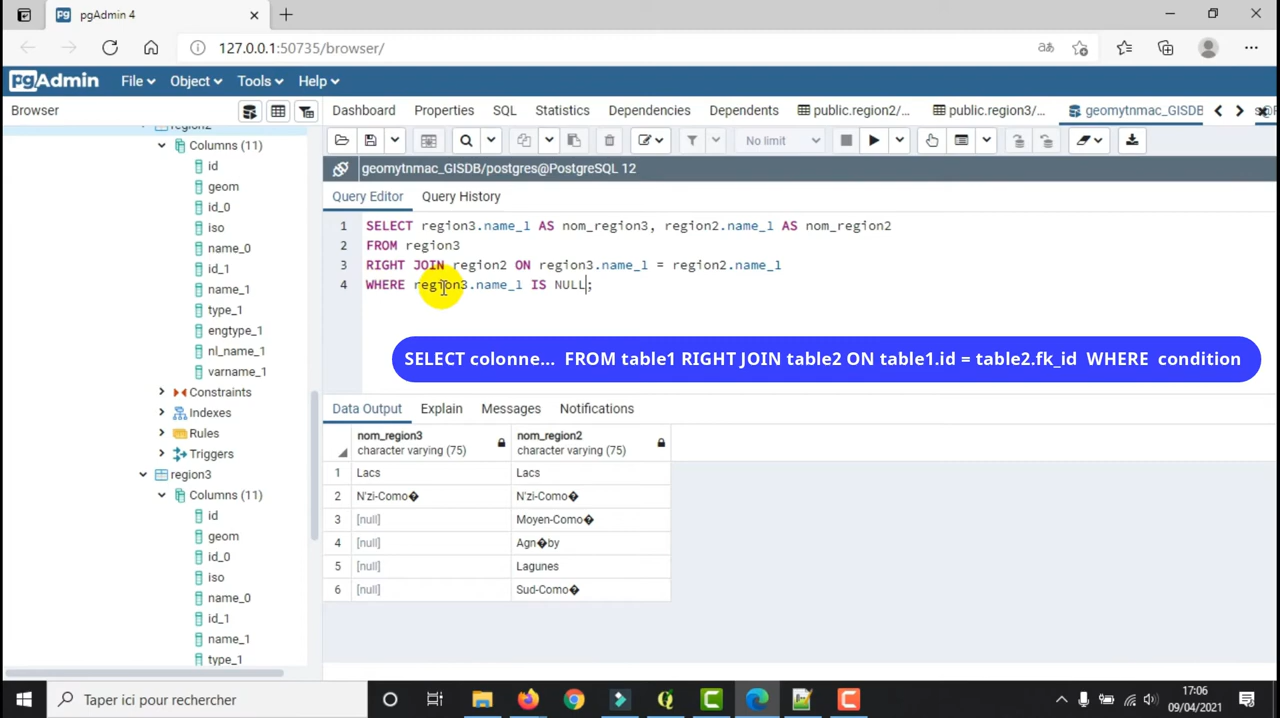 pgAdmin 4
127.0.0.1:50735/browser/
pgAdmin File Object Tools Help
Browser
Dashboard Properties SQL Statistics Dependencies Dependents public.region2/... public.region3/... geomytnmac_GISDB
No limit
geomytnmac_GISDB/postgres@PostgreSQL 12
Query Editor Query History
1 SELECT region3.name_1 AS nom_region3, region2.name_1 AS nom_region2
2 FROM region3
3 RIGHT JOIN region2 ON region3.name_1 = region2.name_1
4 WHERE region3.name_1 IS NULL;
SELECT colonne... FROM table1 RIGHT JOIN table2 ON table1.id = table2.fk_id WHERE condition
region2
Columns (11)
id
geom
id_0
iso
name_0
id_1
name_1
type_1
engtype_1
nl_name_1
varname_1
Constraints
Indexes
Rules
Triggers
region3
Columns (11)
id
geom
id_0
iso
name_0
id_1
name_1
type_1
Data Output Explain Messages Notifications
nom_region3 nom_region2
character varying (75) character varying (75)
1 Lacs Lacs
2 N'zi-Como� N'zi-Como�
3 [null] Moyen-Como�
4 [null] Agn�by
5 [null] Lagunes
6 [null] Sud-Como�
Taper ici pour rechercher
17:06
09/04/2021